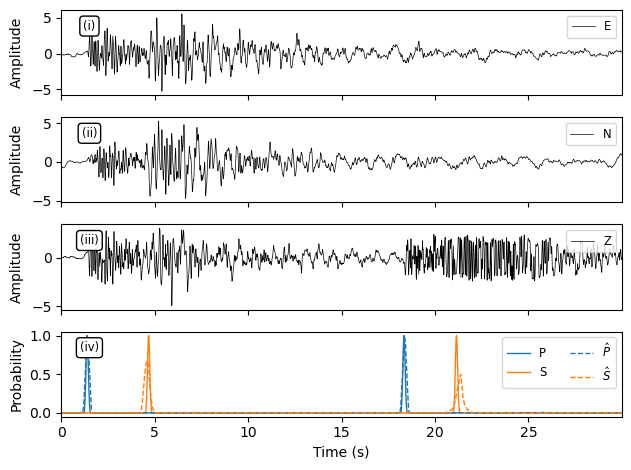 5
0
−5
Amplitude
(i)
E
5
0
−5
Amplitude
(ii)
N
0
−5
Amplitude
(iii)
Z
1.0
0.5
0.0
Probability
(iv)
P
S
P̂
Ŝ
0 5 10 15 20 25
Time (s)